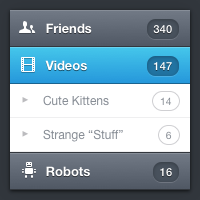 Friends 340
Videos 147
Cute Kittens 14
Strange “Stuff” 6
Robots 16